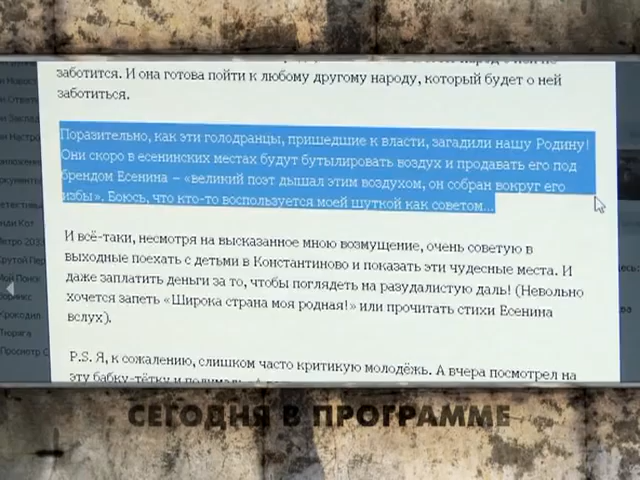 заботится. И она готова пойти к любому другому народу, который будет о ней
заботиться.
Поразительно, как эти голодранцы, пришедшие к власти, загадили нашу Родину!
Они скоро в есенинских местах будут бутылировать воздух и продавать его под
брендом Есенина – «великий поэт дышал этим воздухом, он собран вокруг его
избы». Боюсь, что кто-то воспользуется моей шуткой как советом...
И всё-таки, несмотря на высказанное мною возмущение, очень советую в
выходные поехать с детьми в Константиново и показать эти чудесные места. И
даже заплатить деньги за то, чтобы поглядеть на разудалистую даль! (Невольно
хочется запеть «Широка страна моя родная!» или прочитать стихи Есенина
вслух).
P.S. Я, к сожалению, слишком часто критикую молодёжь. А вчера посмотрел на
эту бабку-тётку и
СЕГОДНЯ В ПРОГРАММЕ